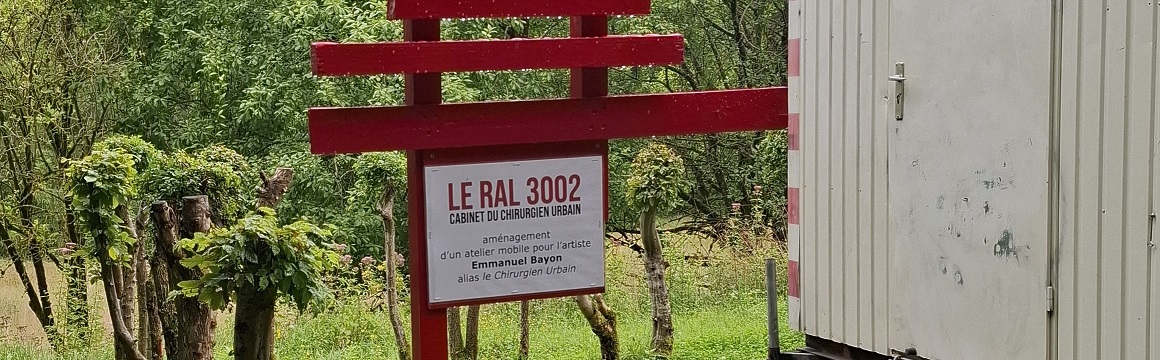 LE RAL 3002
CABINET DU CHIRURGIEN URBAIN
aménagement
d'un atelier mobile pour l'artiste
Emmanuel Bayon
alias le Chirurgien Urbain